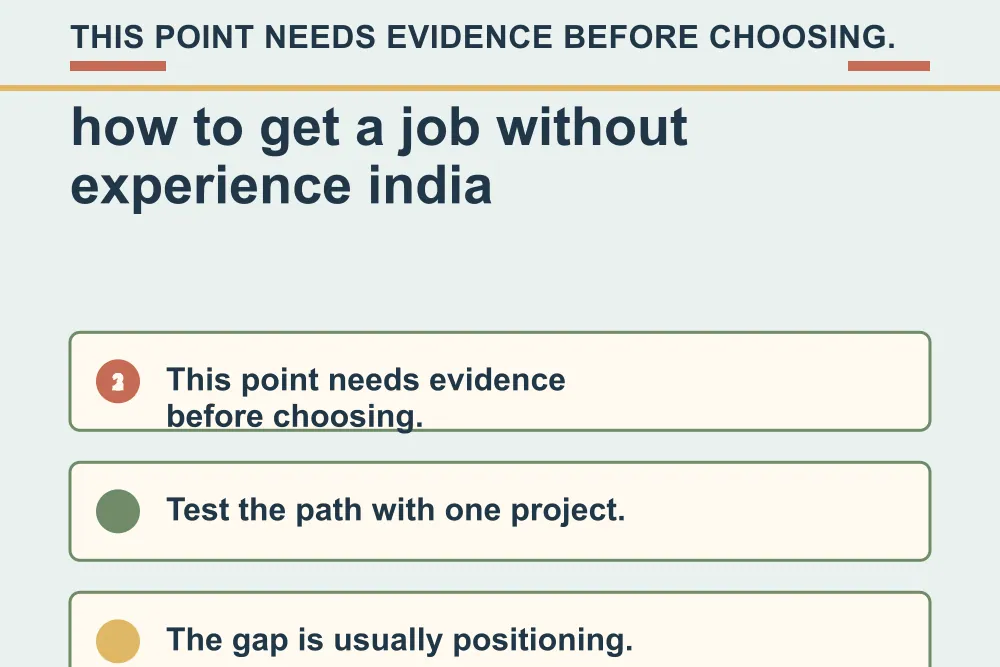 THIS POINT NEEDS EVIDENCE BEFORE CHOOSING.
how to get a job without
experience india
This point needs evidence
before choosing.
Test the path with one project.
The gap is usually positioning.